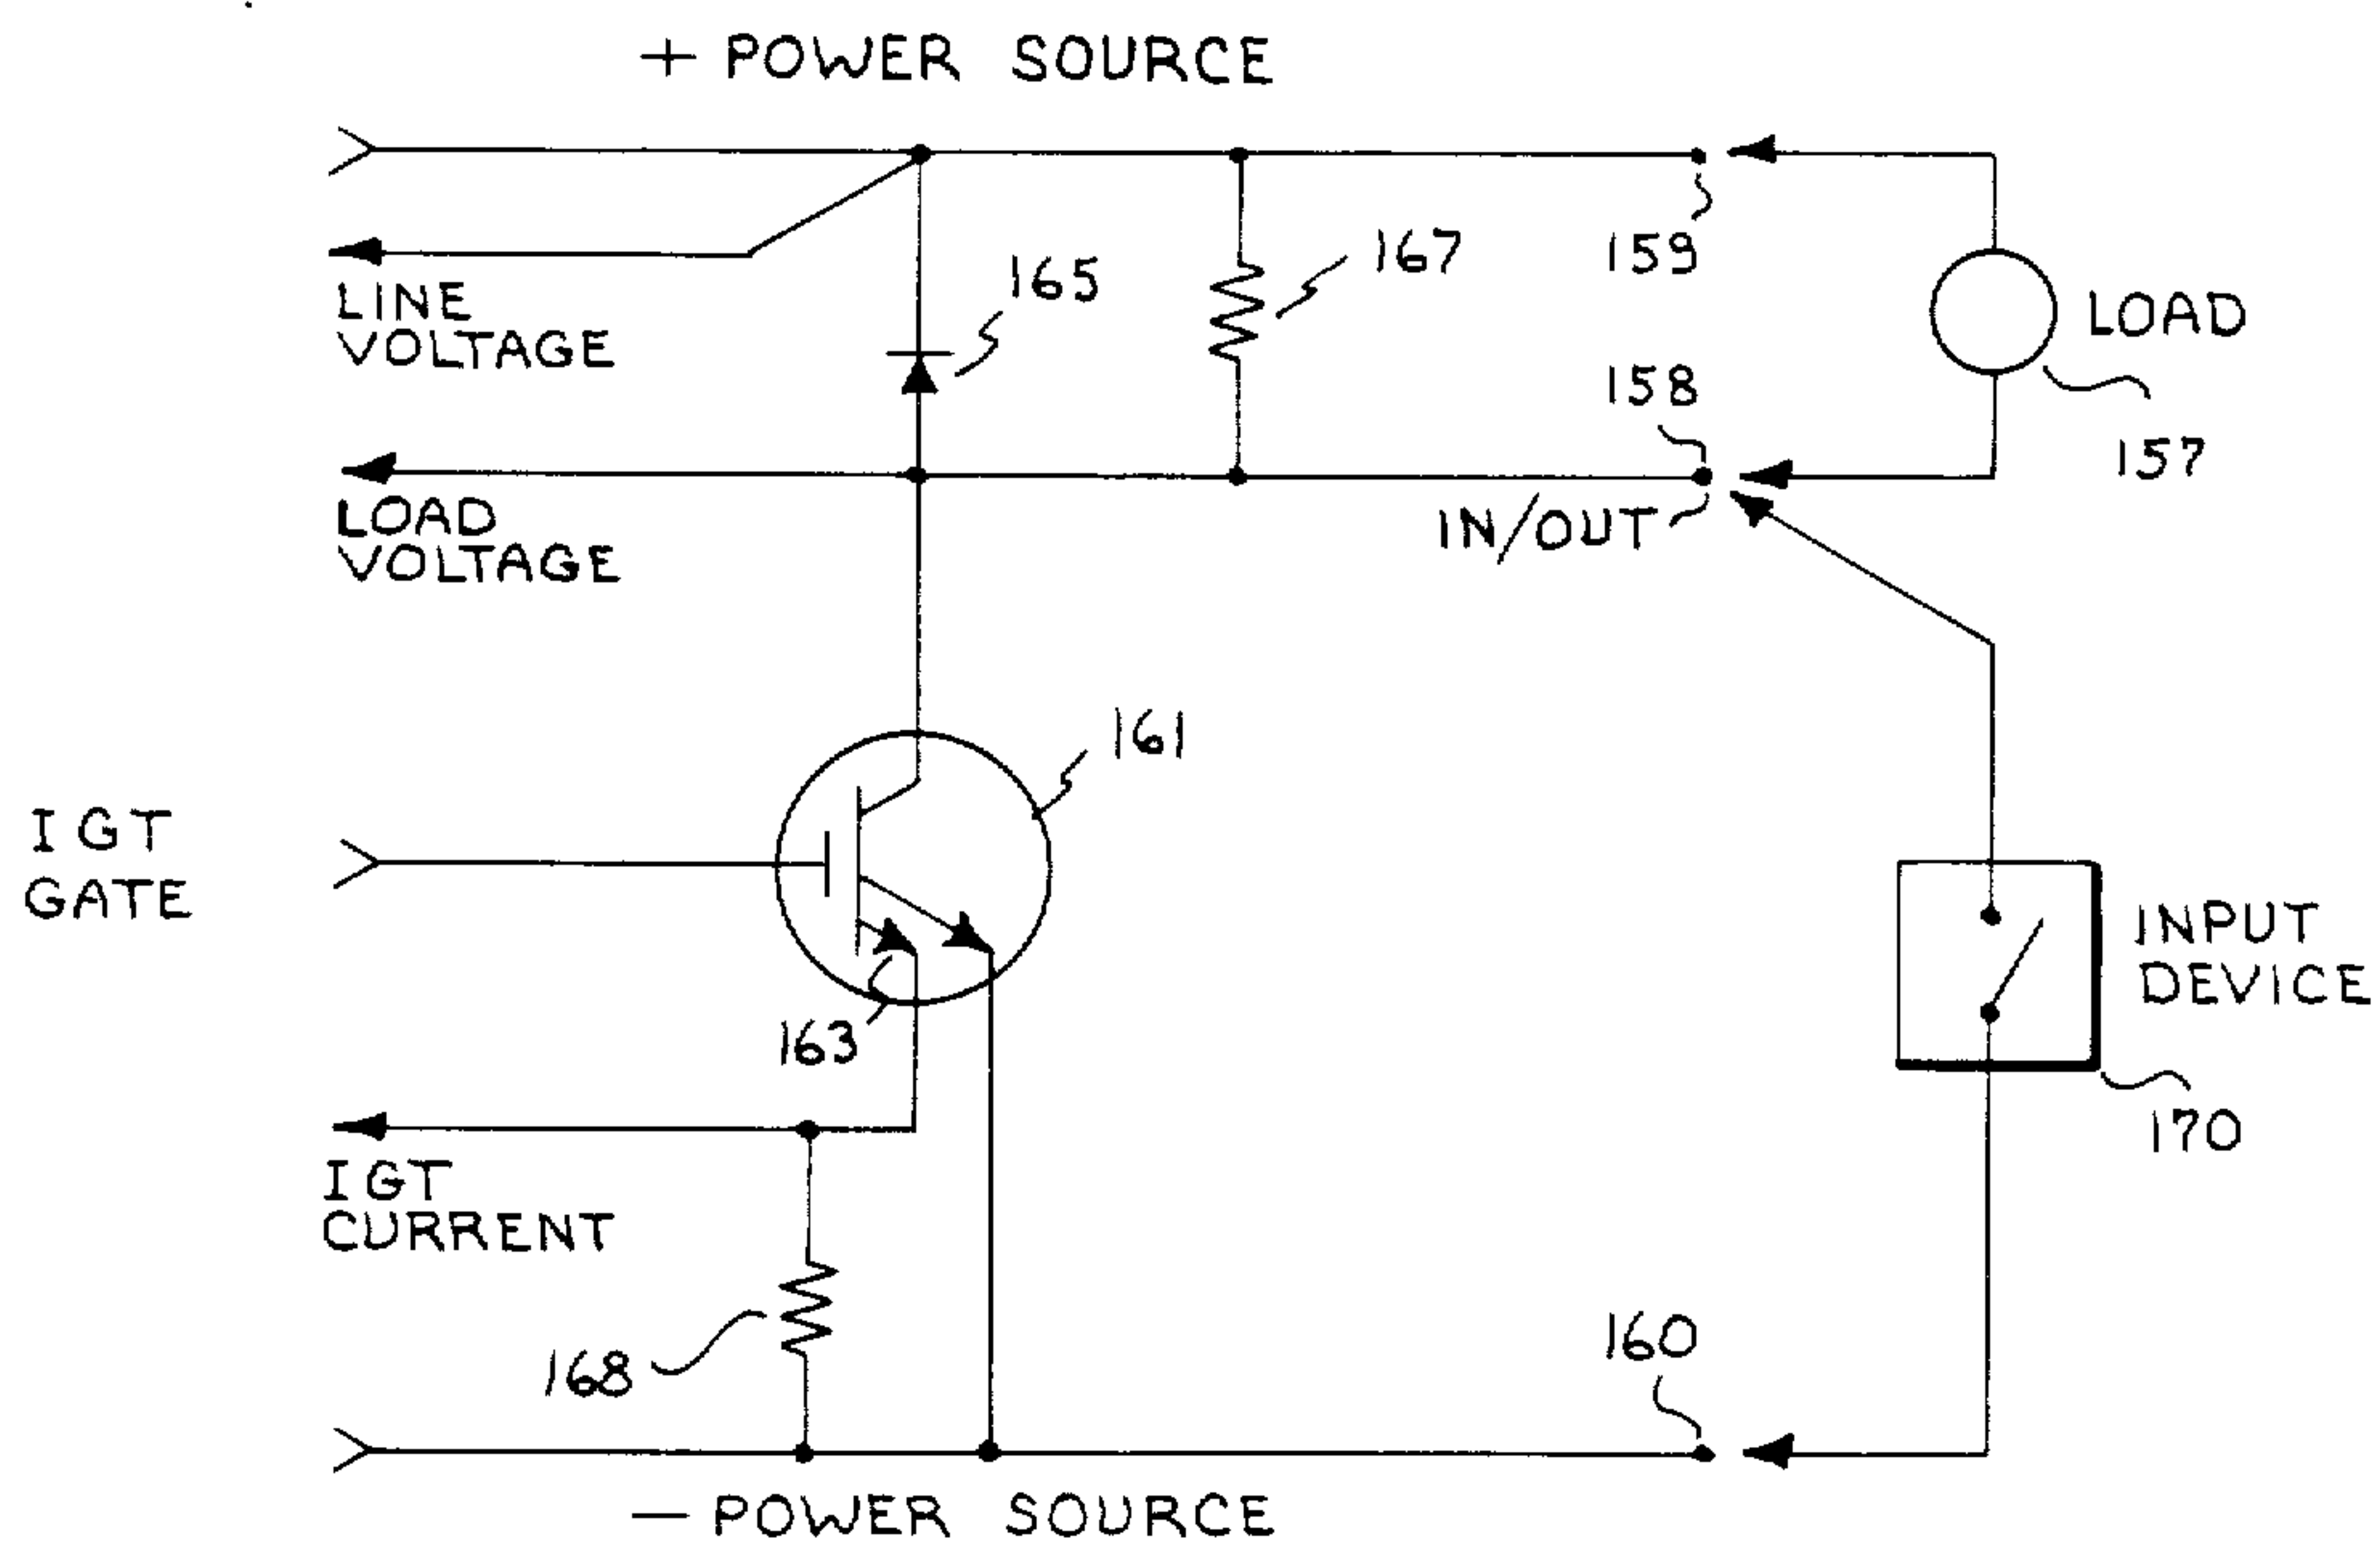 + POWER SOURCE
159
LINE
VOLTAGE
165
167
LOAD
157
158
LOAD
VOLTAGE
IN/OUT
161
IGT
GATE
163
INPUT
DEVICE
170
IGT
CURRENT
168
160
- POWER SOURCE